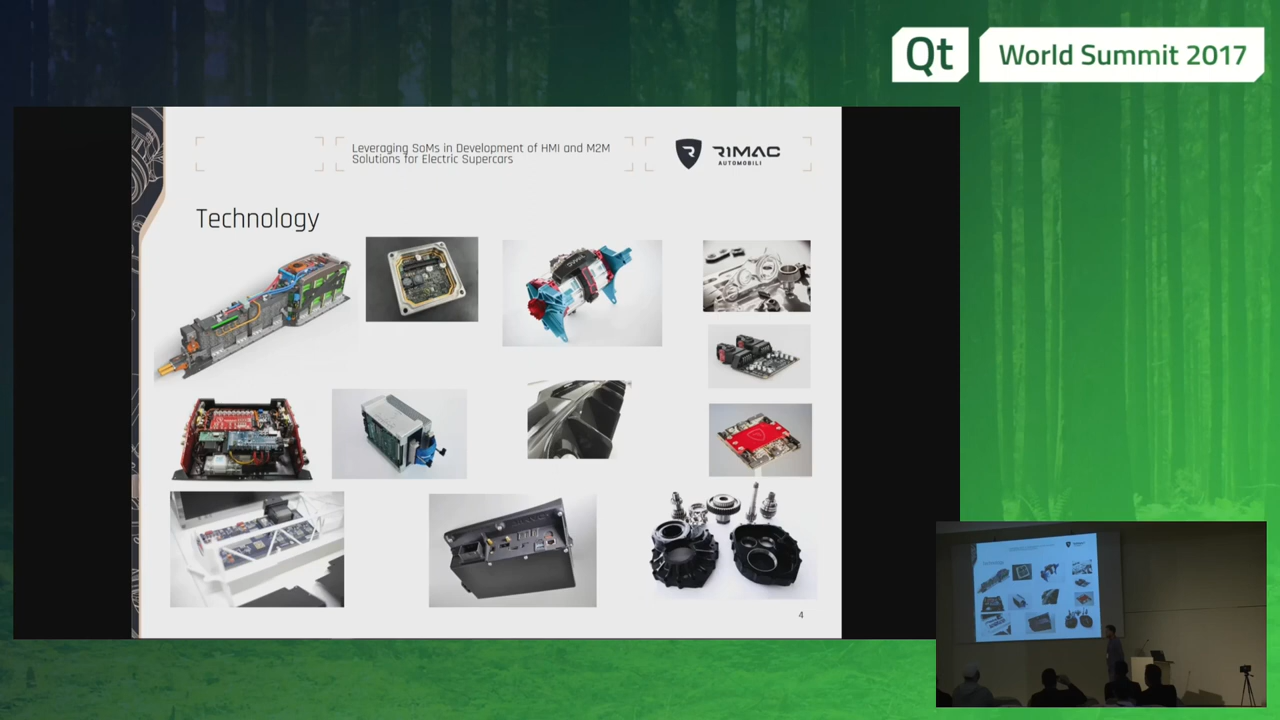 Qt
World Summit 2017
Leveraging SoMs in Development of HMI and M2M
Solutions for Electric Supercars
RIMAC
AUTOMOBILI
Technology
4